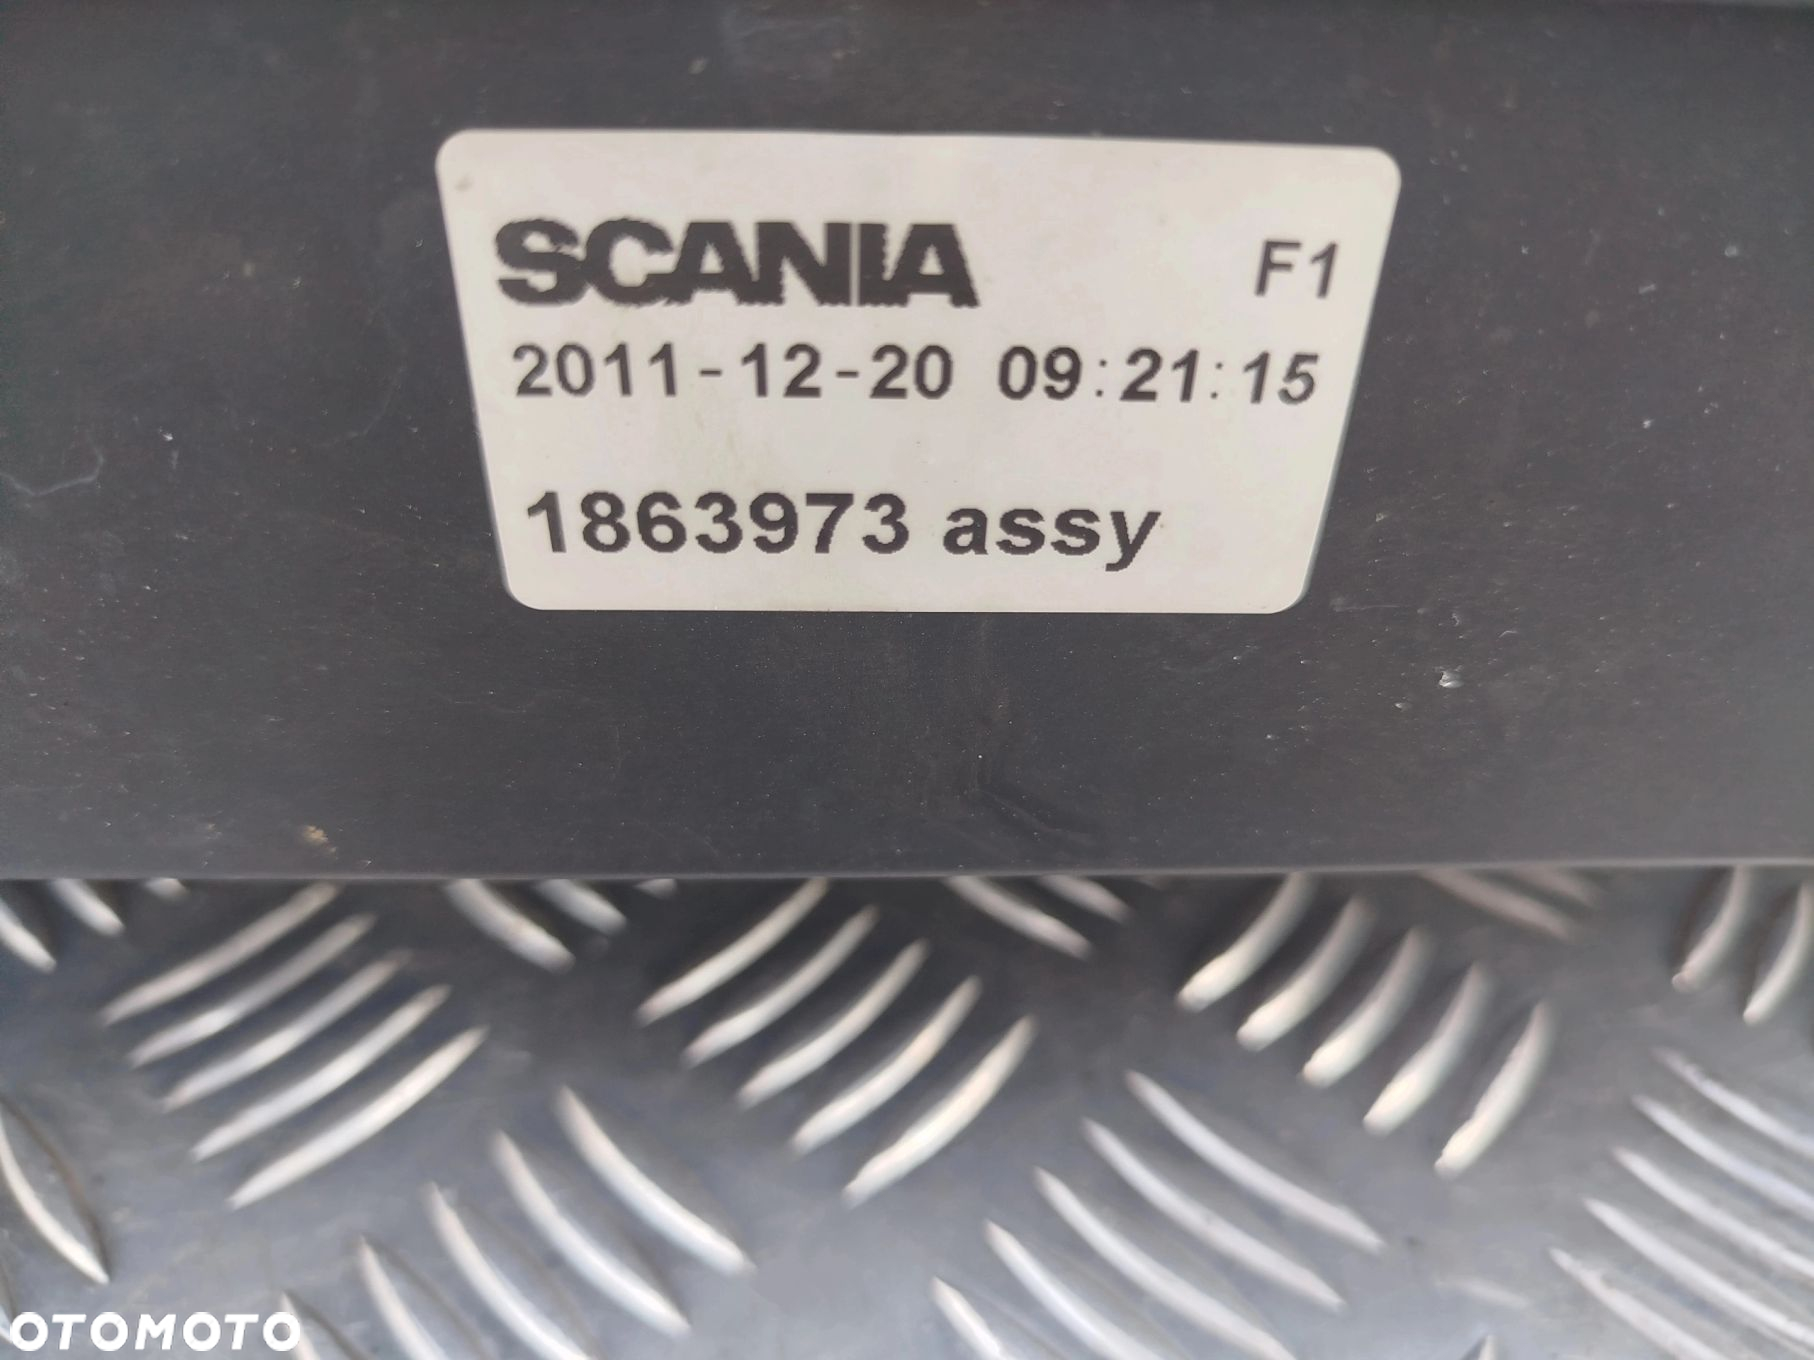 SCANIA F1
2011-12-20 09:21:15
1863973 assy
OTOMOTO